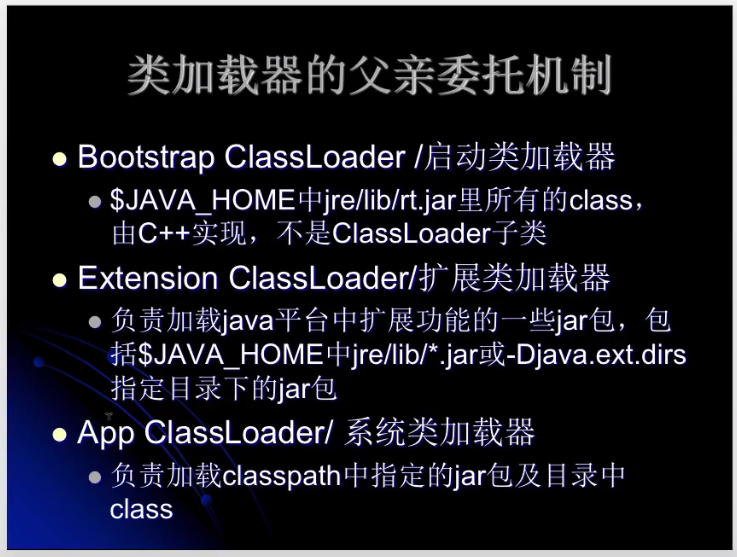 类加载器的父亲委托机制
Bootstrap ClassLoader /启动类加载器
$JAVA_HOME中jre/lib/rt.jar里所有的class，
由C++实现，不是ClassLoader子类
Extension ClassLoader/扩展类加载器
负责加载java平台中扩展功能的一些jar包，包
括$JAVA_HOME中jre/lib/*.jar或-Djava.ext.dirs
指定目录下的jar包
App ClassLoader/ 系统类加载器
负责加载classpath中指定的jar包及目录中
class